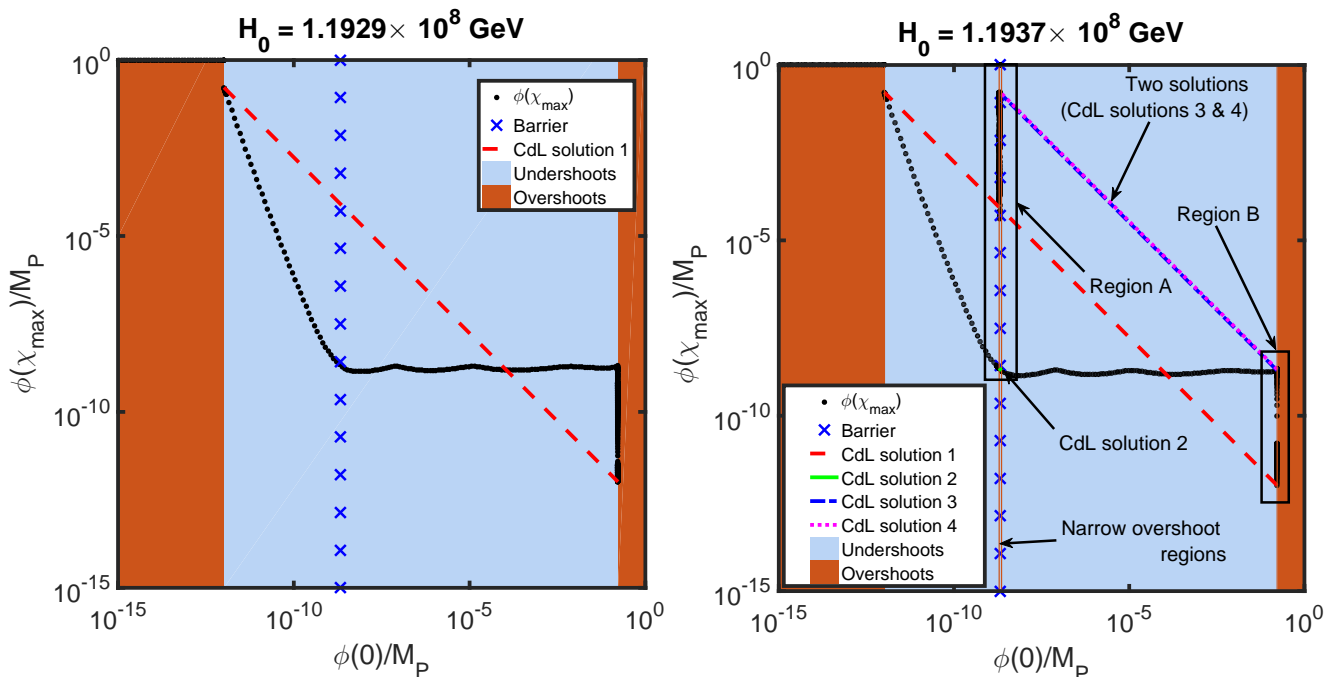 H₀ = 1.1929× 10⁸ GeV
10⁰
10⁻⁵
10⁻¹⁰
10⁻¹⁵
ϕ(χₘₐₓ)/M_P
ϕ(χₘₐₓ)
Barrier
CdL solution 1
Undershoots
Overshoots
10⁻¹⁵
10⁻¹⁰
10⁻⁵
10⁰
ϕ(0)/M_P
H₀ = 1.1937× 10⁸ GeV
10⁰
10⁻⁵
10⁻¹⁰
10⁻¹⁵
ϕ(χₘₐₓ)/M_P
Two solutions
(CdL solutions 3 & 4)
Region B
Region A
CdL solution 2
Narrow overshoot
regions
ϕ(χₘₐₓ)
Barrier
CdL solution 1
CdL solution 2
CdL solution 3
CdL solution 4
Undershoots
Overshoots
10⁻¹⁵
10⁻¹⁰
10⁻⁵
10⁰
ϕ(0)/M_P